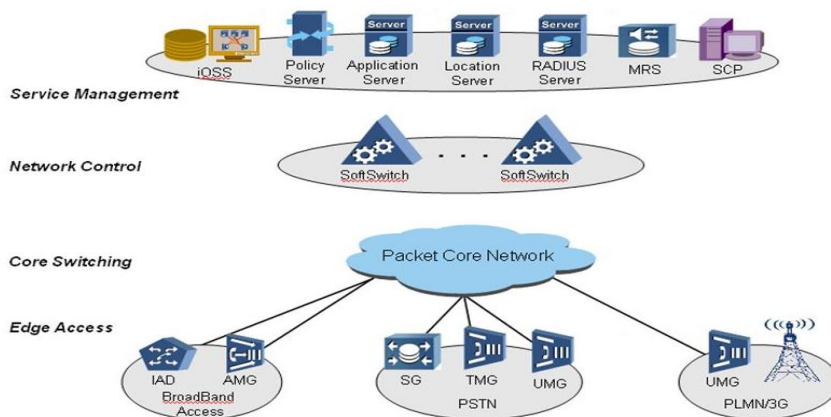 Server
Server
Server
iOSS
Policy
Server
Application
Server
Location
Server
RADIUS
Server
MRS
SCP
Service Management
Network Control
SoftSwitch
. . .
SoftSwitch
Core Switching
Packet Core Network
Edge Access
IAD
AMG
BroadBand
Access
SG
TMG
UMG
PSTN
UMG
PLMN/3G